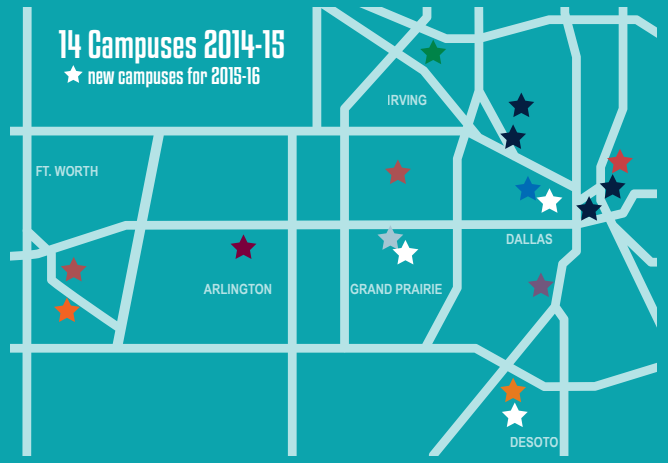 14 Campuses 2014-15
new campuses for 2015-16
IRVING
FT. WORTH
DALLAS
ARLINGTON
GRAND PRAIRIE
DESOTO